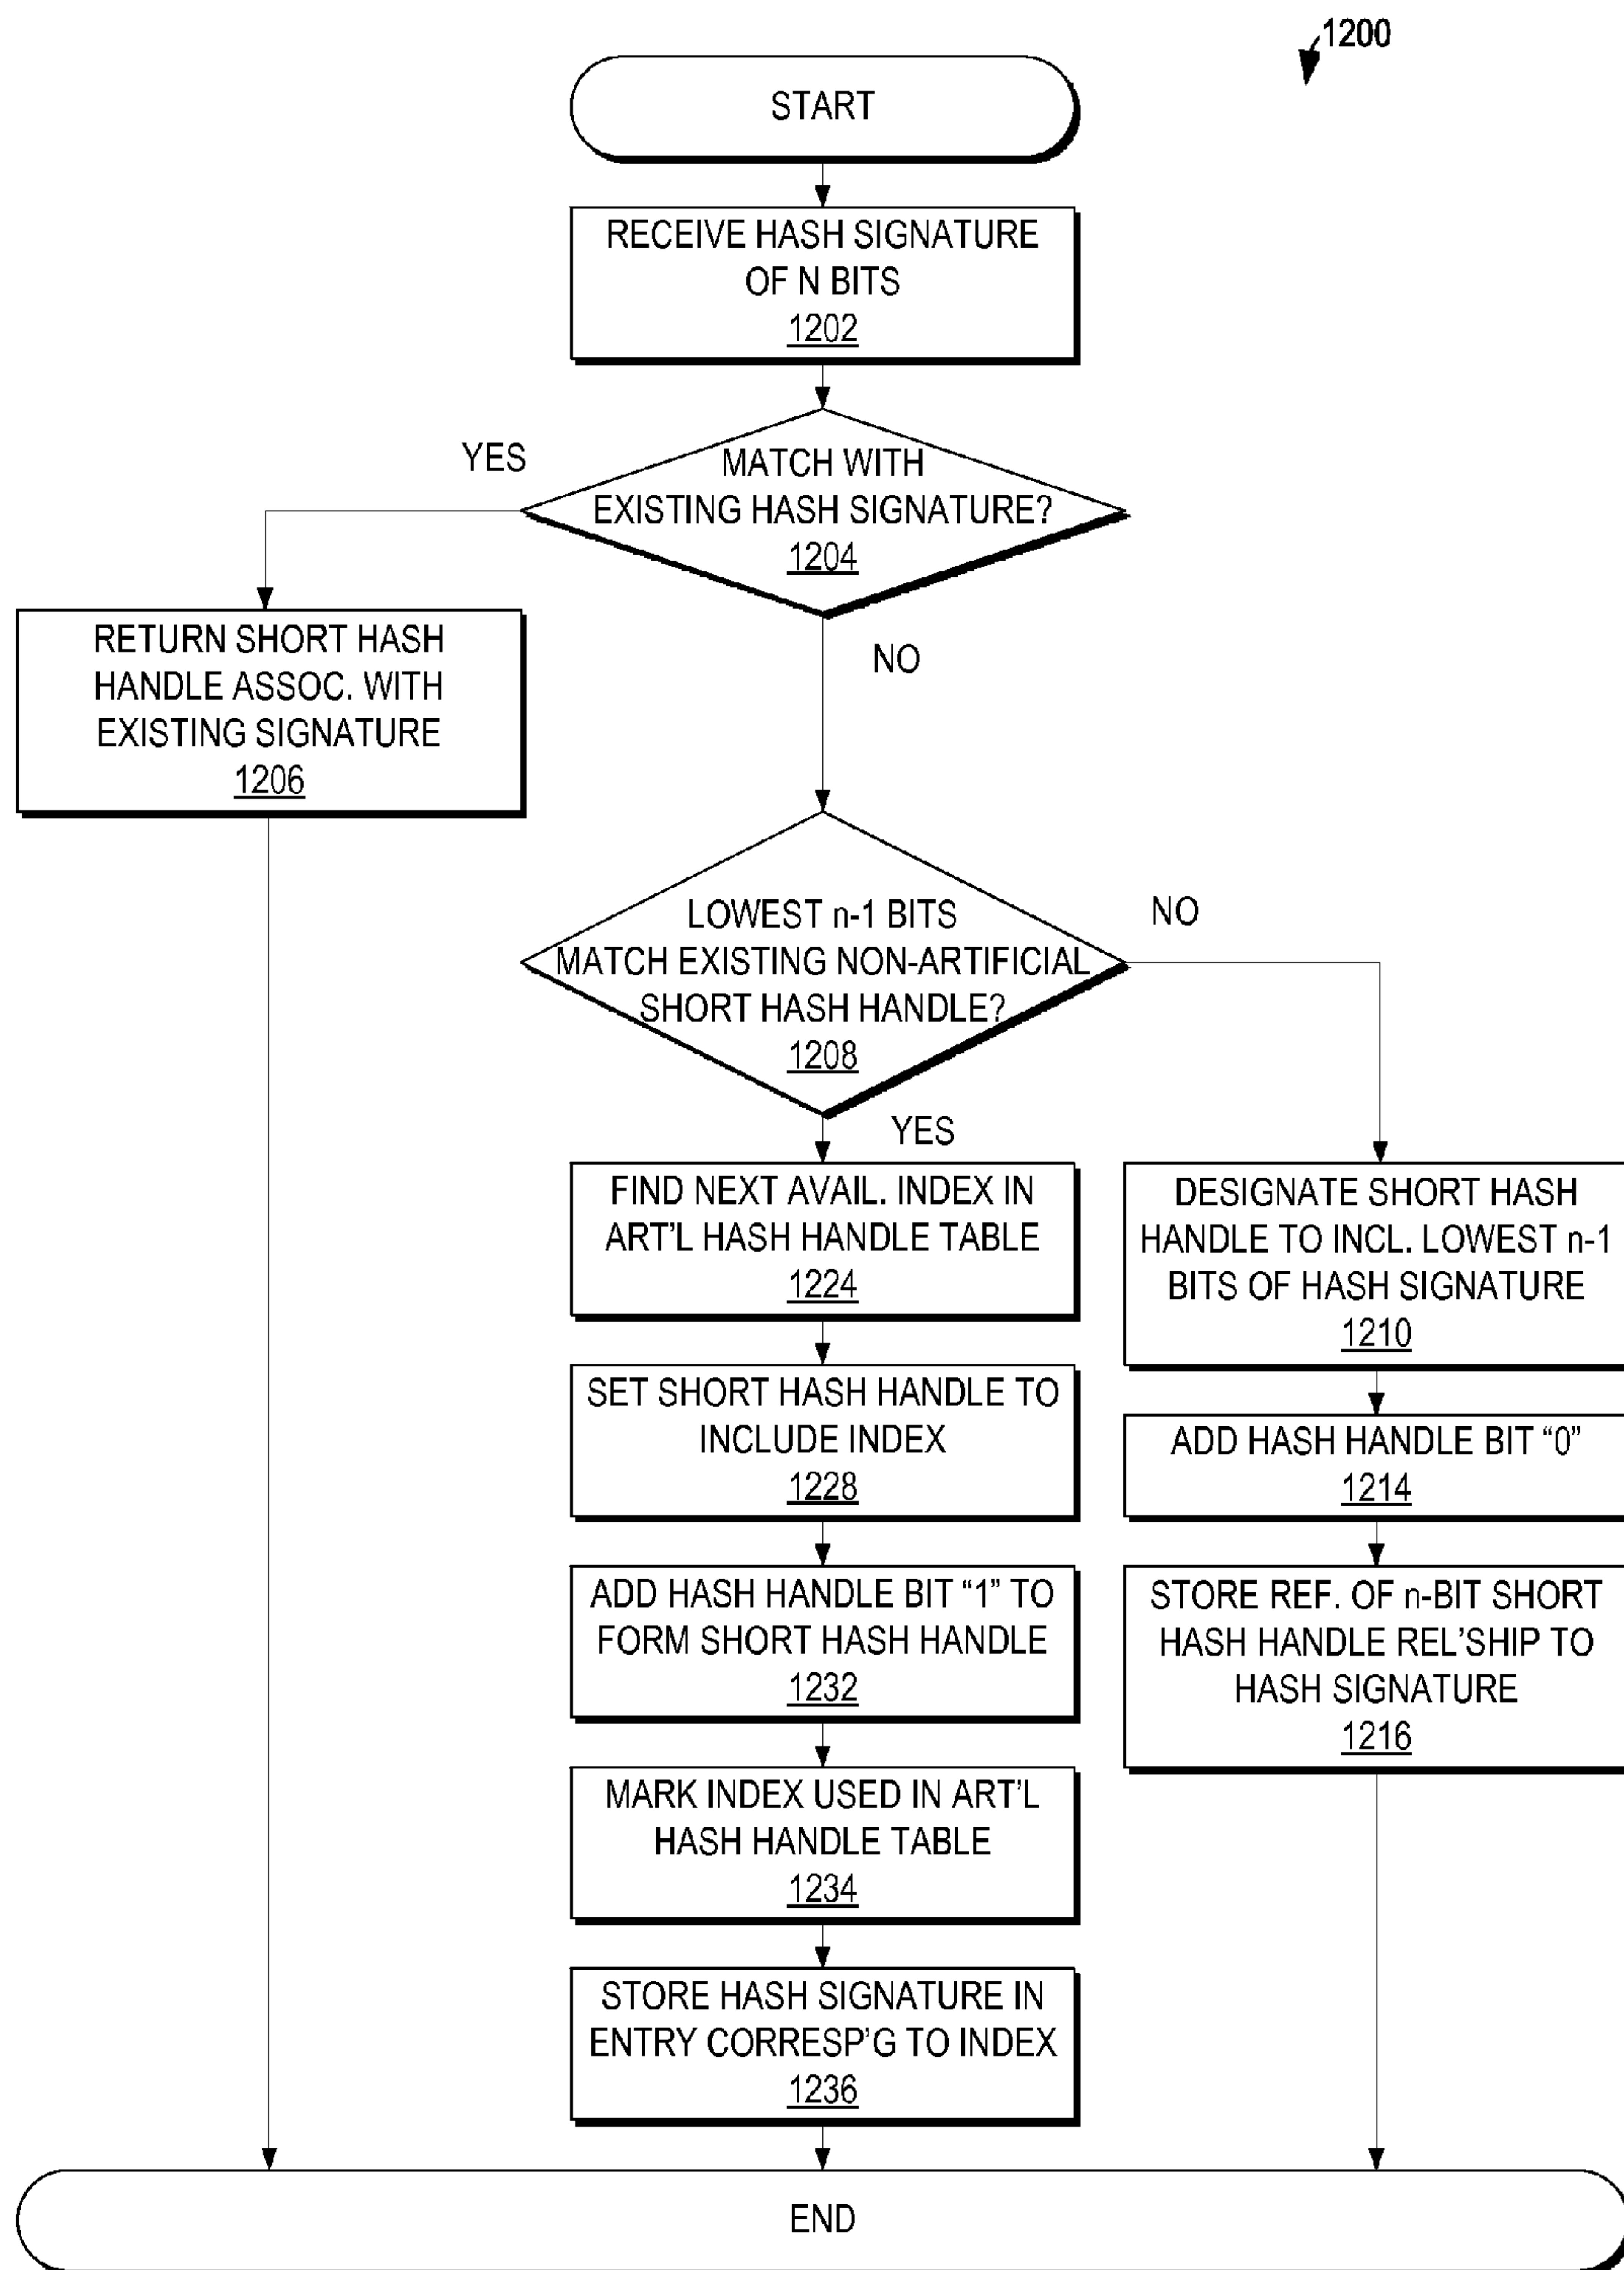 1200
START
RECEIVE HASH SIGNATURE
OF N BITS
1202
YES
MATCH WITH
EXISTING HASH SIGNATURE?
1204
RETURN SHORT HASH
HANDLE ASSOC. WITH
EXISTING SIGNATURE
1206
NO
LOWEST n-1 BITS
MATCH EXISTING NON-ARTIFICIAL
SHORT HASH HANDLE?
1208
NO
YES
FIND NEXT AVAIL. INDEX IN
ART'L HASH HANDLE TABLE
1224
SET SHORT HASH HANDLE TO
INCLUDE INDEX
1228
ADD HASH HANDLE BIT “1” TO
FORM SHORT HASH HANDLE
1232
MARK INDEX USED IN ART'L
HASH HANDLE TABLE
1234
STORE HASH SIGNATURE IN
ENTRY CORRESP'G TO INDEX
1236
DESIGNATE SHORT HASH
HANDLE TO INCL. LOWEST n-1
BITS OF HASH SIGNATURE
1210
ADD HASH HANDLE BIT “0”
1214
STORE REF. OF n-BIT SHORT
HASH HANDLE REL'SHIP TO
HASH SIGNATURE
1216
END